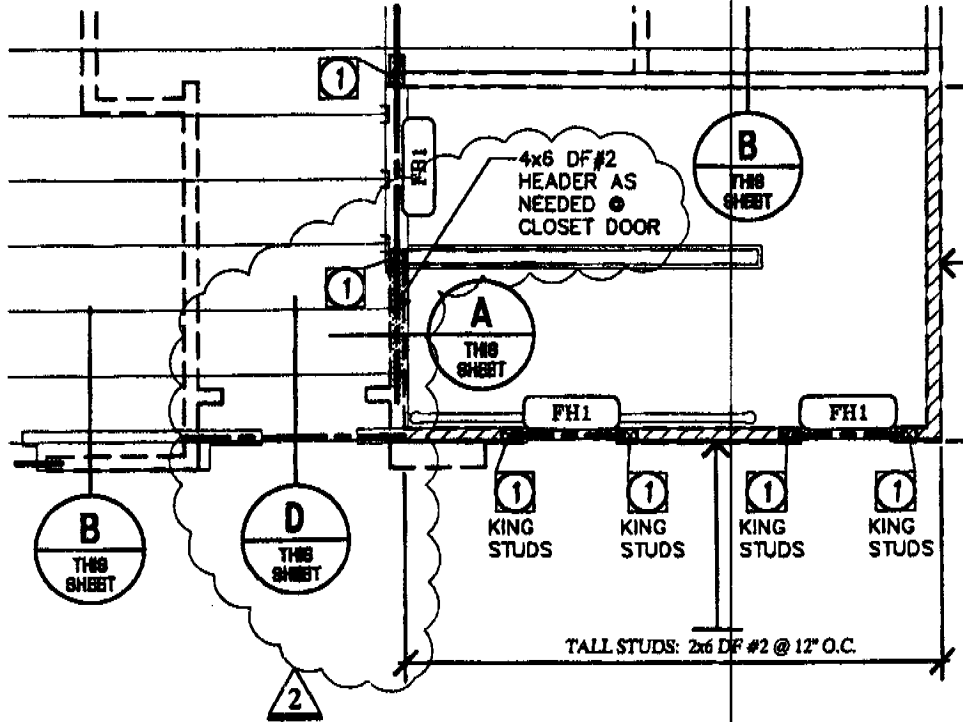 1
FH1
4x6 DF#2
HEADER AS
NEEDED @
CLOSET DOOR
B
THIS
SHEET
1
A
THIS
SHEET
FH1
FH1
1
KING
STUDS
1
KING
STUDS
1
KING
STUDS
1
KING
STUDS
B
THIS
SHEET
D
THIS
SHEET
TALL STUDS: 2x6 DF #2 @ 12" O.C.
2